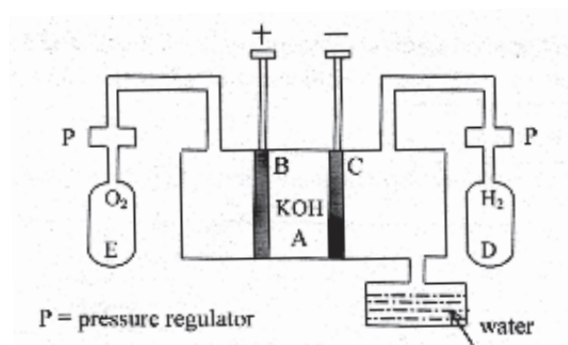 + −
P P
B C
O₂ KOH H₂
E A D
P = pressure regulator water